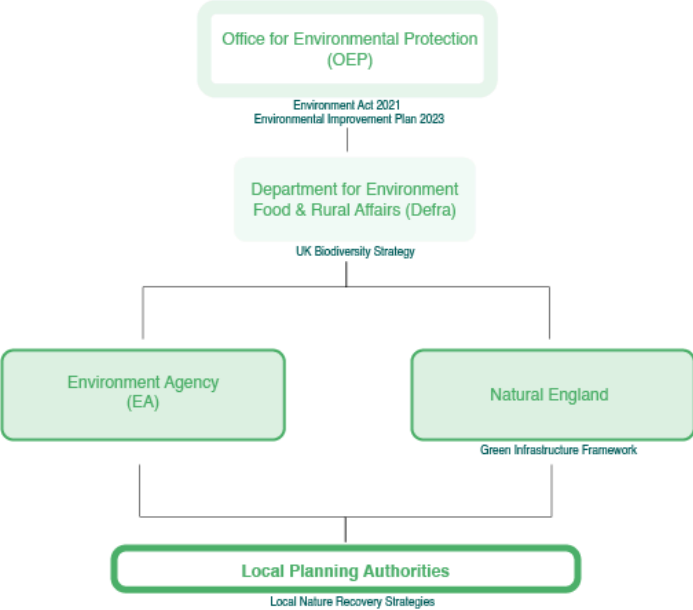 Office for Environmental Protection
(OEP)
Environment Act 2021
Environmental Improvement Plan 2023
Department for Environment
Food & Rural Affairs (Defra)
UK Biodiversity Strategy
Environment Agency
(EA)
Natural England
Green Infrastructure Framework
Local Planning Authorities
Local Nature Recovery Strategies